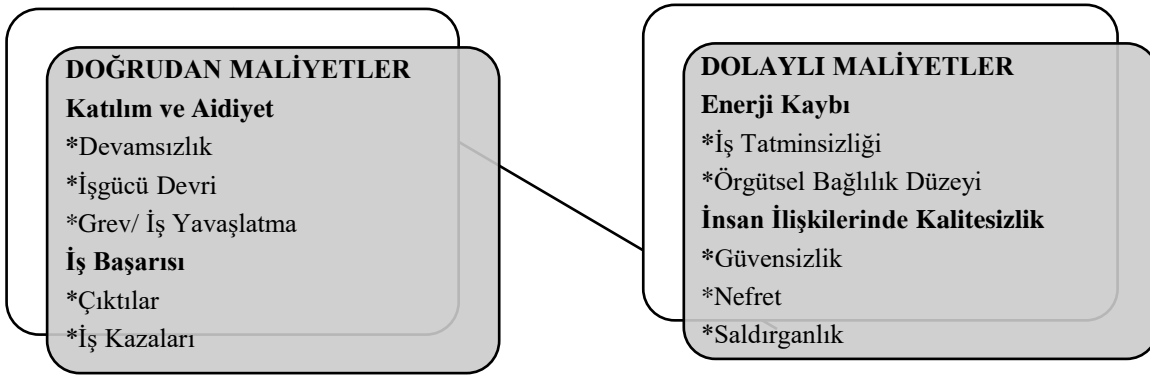 DOĞRUDAN MALİYETLER
Katılım ve Aidiyet
*Devamsızlık
*İşgücü Devri
*Grev/ İş Yavaşlatma
İş Başarısı
*Çıktılar
*İş Kazaları
DOLAYLI MALİYETLER
Enerji Kaybı
*İş Tatminsizliği
*Örgütsel Bağlılık Düzeyi
İnsan İlişkilerinde Kalitesizlik
*Güvensizlik
*Nefret
*Saldırganlık